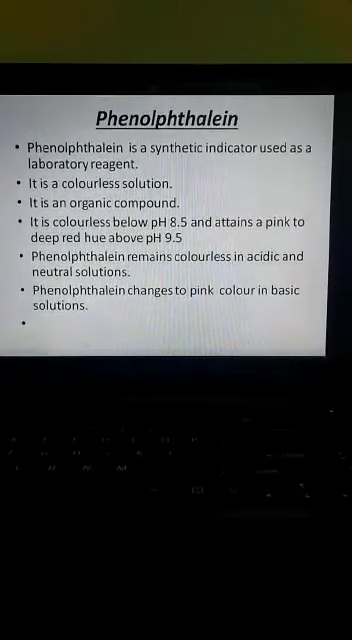 Phenolphthalein
• Phenolphthalein is a synthetic indicator used as a
laboratory reagent.
• It is a colourless solution.
• It is an organic compound.
• It is colourless below pH 8.5 and attains a pink to
deep red hue above pH 9.5
• Phenolphthalein remains colourless in acidic and
neutral solutions.
• Phenolphthalein changes to pink colour in basic
solutions.
•